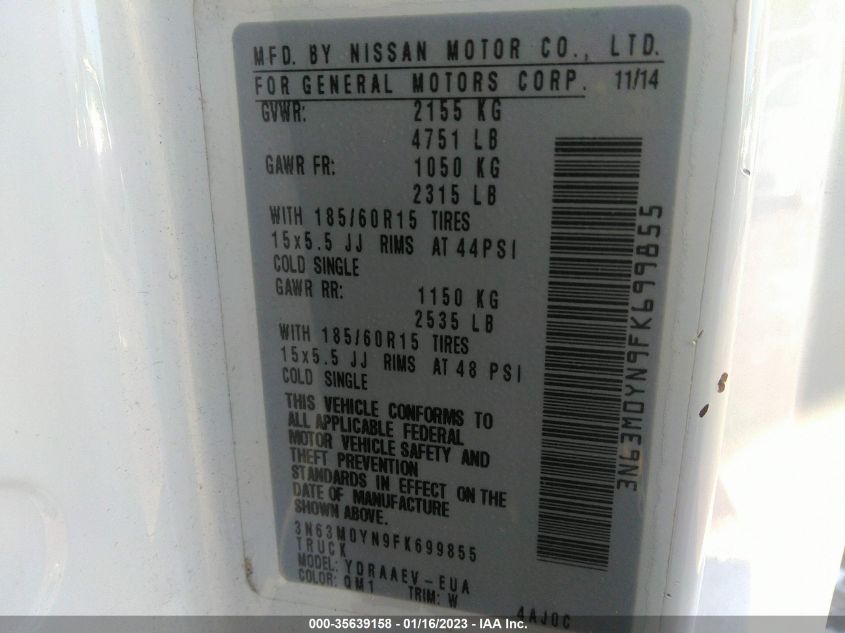 MFD. BY NISSAN MOTOR CO., LTD.
FOR GENERAL MOTORS CORP. 11/14
GVWR: 2155 KG
4751 LB
GAWR FR: 1050 KG
2315 LB
WITH 185/60R15 TIRES
15x5.5 JJ RIMS AT 44PSI
COLD SINGLE
GAWR RR: 1150 KG
2535 LB
WITH 185/60R15 TIRES
15x5.5 JJ RIMS AT 48 PSI
COLD SINGLE
THIS VEHICLE CONFORMS TO
ALL APPLICABLE FEDERAL
MOTOR VEHICLE SAFETY AND
THEFT PREVENTION
STANDARDS IN EFFECT ON THE
DATE OF MANUFACTURE
SHOWN ABOVE.
3N63M0YN9FK699855
TRUCK
MODEL: YDRAAEV-EUA
COLOR: QM1 TRIM: W
4AJ0C
3N63M0YN9FK699855
000-35639158 - 01/16/2023 - IAA Inc.